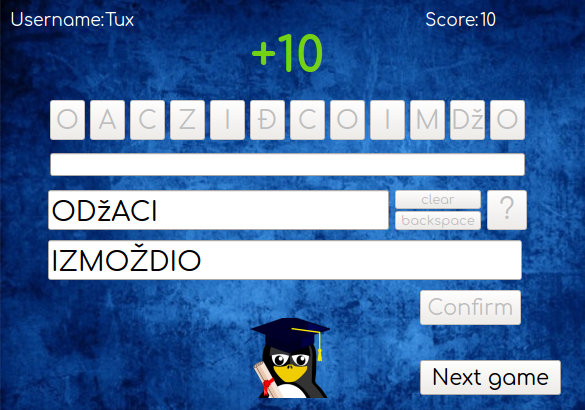 Username:Tux Score:10
+10
O A C Z I Đ C O I M Dž O
ODžACI clear
backspace ?
IZMOŽDIO
Confirm
Next game